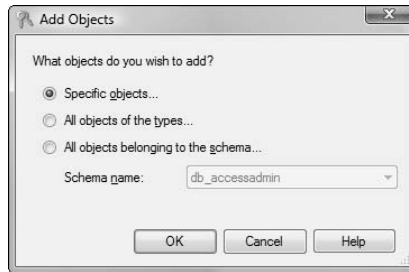 Add Objects
What objects do you wish to add?
Specific objects...
All objects of the types...
All objects belonging to the schema...
Schema name: db_accessadmin
OK Cancel Help